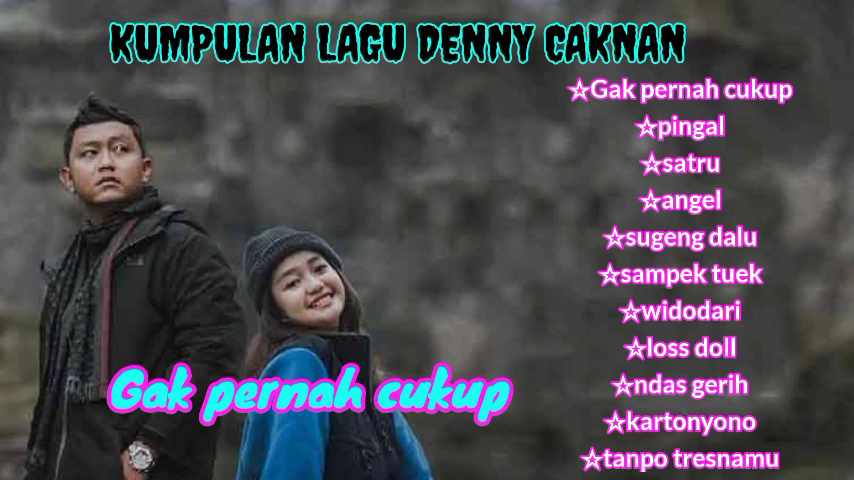 KUMPULAN LAGU DENNY CAKNAN
☆Gak pernah cukup
☆pingal
☆satru
☆angel
☆sugeng dalu
☆sampek tuek
☆widodari
☆loss doll
☆ndas gerih
☆kartonyono
☆tanpo tresnamu
Gak pernah cukup